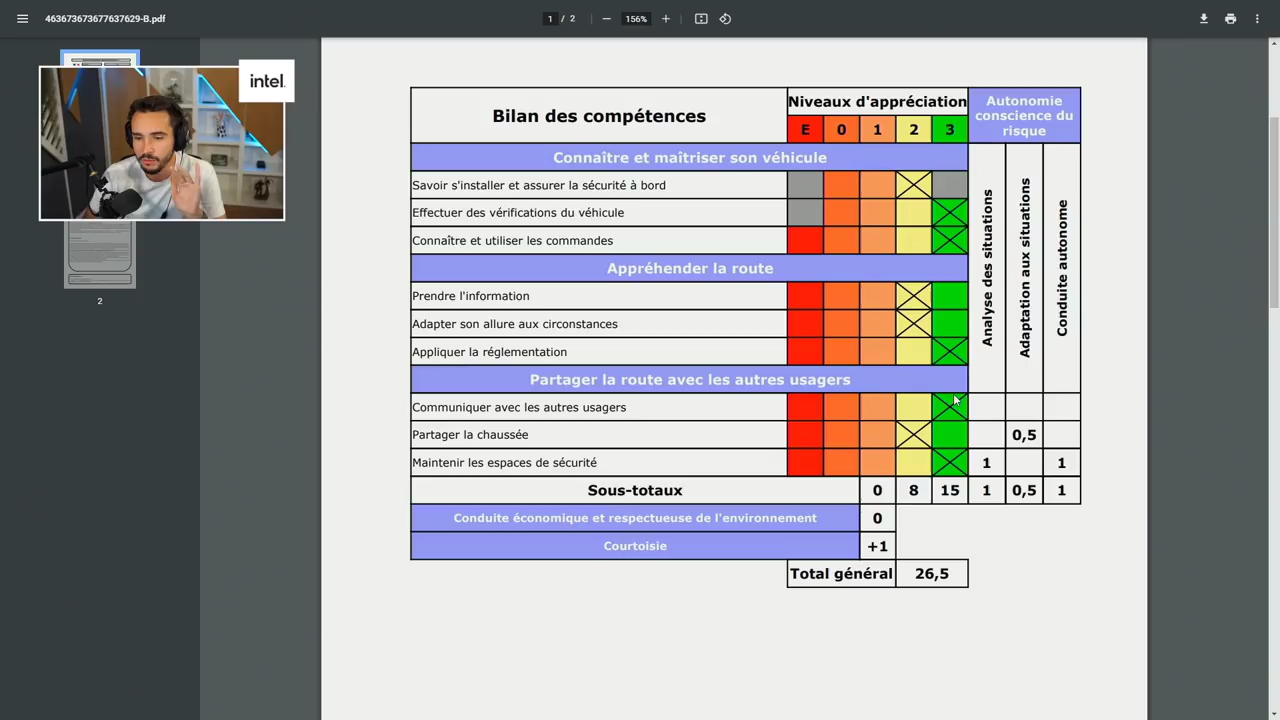 463673673677637629-B.pdf
1 / 2
156%
intel.
2
Bilan des compétences
Niveaux d'appréciation
E 0 1 2 3
Autonomie
conscience du
risque
Connaître et maîtriser son véhicule
Savoir s'installer et assurer la sécurité à bord
Effectuer des vérifications du véhicule
Connaître et utiliser les commandes
Analyse des situations
Adaptation aux situations
Conduite autonome
Appréhender la route
Prendre l'information
Adapter son allure aux circonstances
Appliquer la réglementation
Partager la route avec les autres usagers
Communiquer avec les autres usagers
Partager la chaussée 0,5
Maintenir les espaces de sécurité 1 1
Sous-totaux 0 8 15 1 0,5 1
Conduite économique et respectueuse de l'environnement 0
Courtoisie +1
Total général 26,5